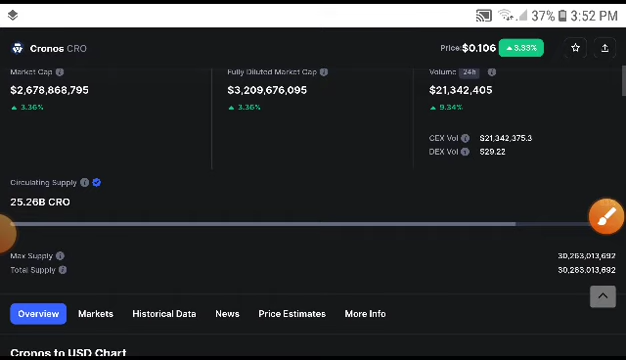 37% 3:52 PM
Cronos CRO Price: $0.106 3.33%
Market Cap Fully Diluted Market Cap Volume 24h
$2,678,868,795 $3,209,676,095 $21,342,405
3.36% 3.36% 9.34%
CEX Vol $21,342,375.3
DEX Vol $29.22
Circulating Supply
25.26B CRO
Max Supply 30,263,013,692
Total Supply 30,263,013,692
Overview Markets Historical Data News Price Estimates More Info
Cronos to USD Chart